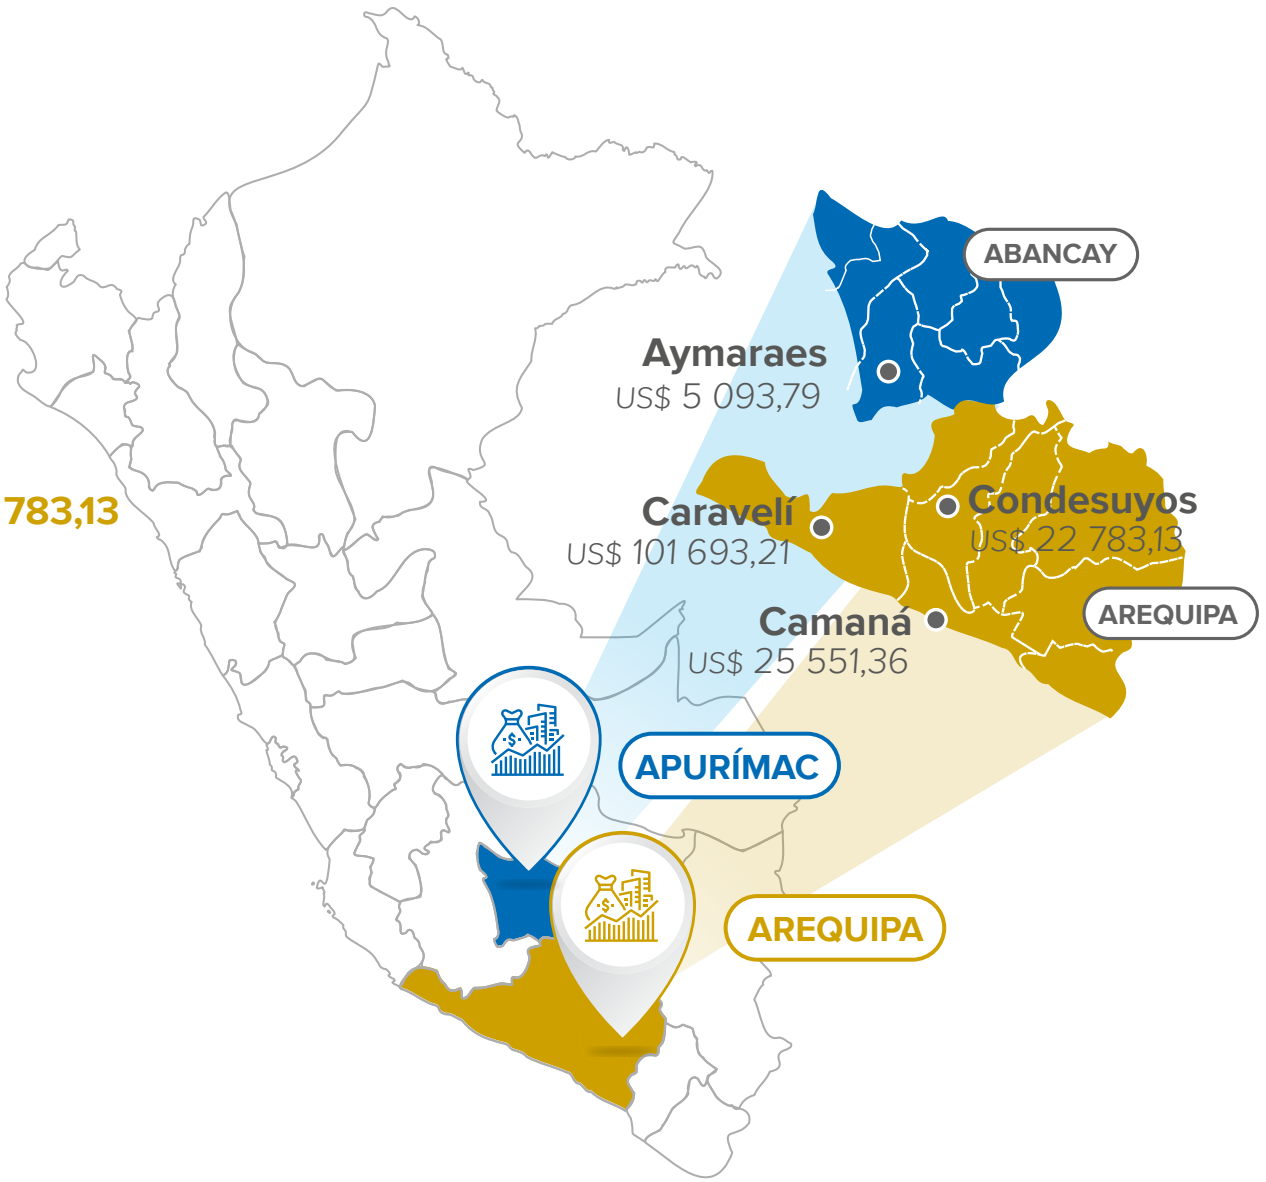 ABANCAY
Aymaraes
US$ 5 093,79
783,13
Caravelí
US$ 101 693,21
Condesuyos
US$ 22 783,13
AREQUIPA
Camaná
US$ 25 551,36
$
APURÍMAC
$
AREQUIPA